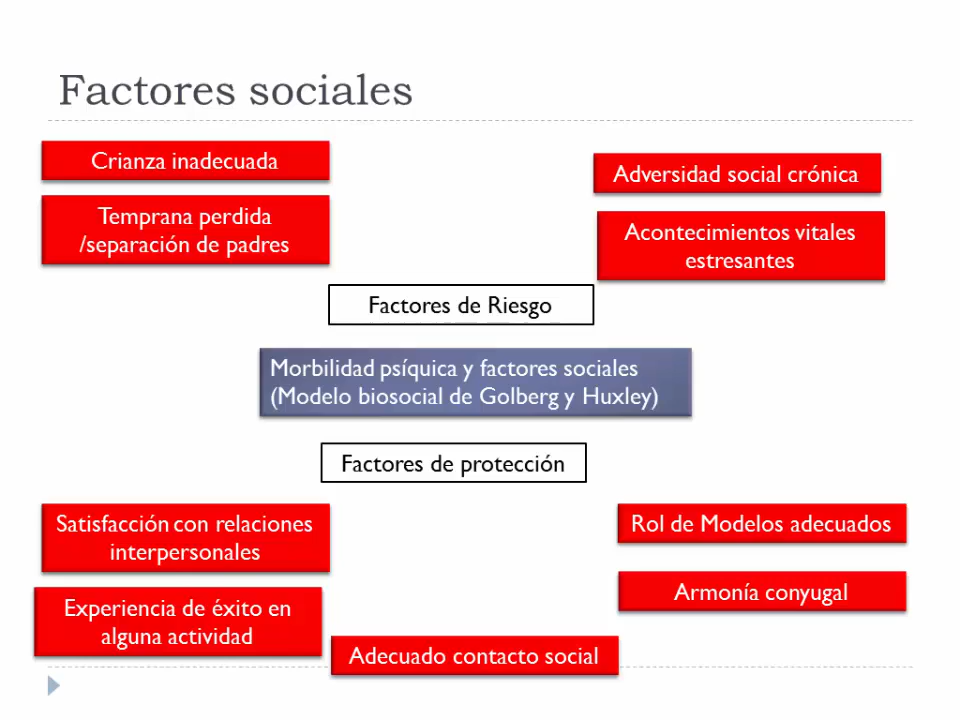 Factores sociales
Crianza inadecuada
Adversidad social crónica
Temprana perdida
/separación de padres
Acontecimientos vitales
estresantes
Factores de Riesgo
Morbilidad psíquica y factores sociales
(Modelo biosocial de Golberg y Huxley)
Factores de protección
Satisfacción con relaciones
interpersonales
Rol de Modelos adecuados
Experiencia de éxito en
alguna actividad
Armonía conyugal
Adecuado contacto social